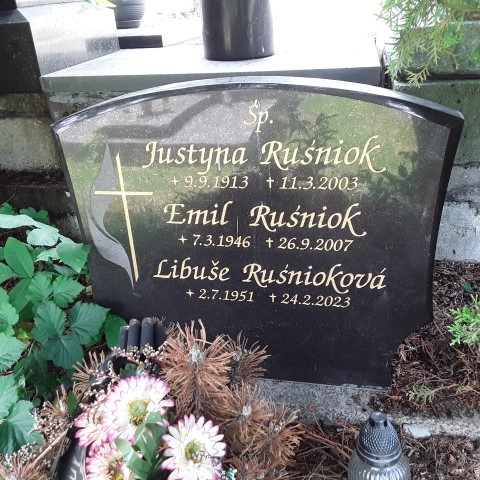 Śp.
Justyna Ruśniok
* 9.9.1913 † 11.3.2003
Emil Ruśniok
* 7.3.1946 † 26.9.2007
Libuše Ruśnioková
* 2.7.1951 † 24.2.2023